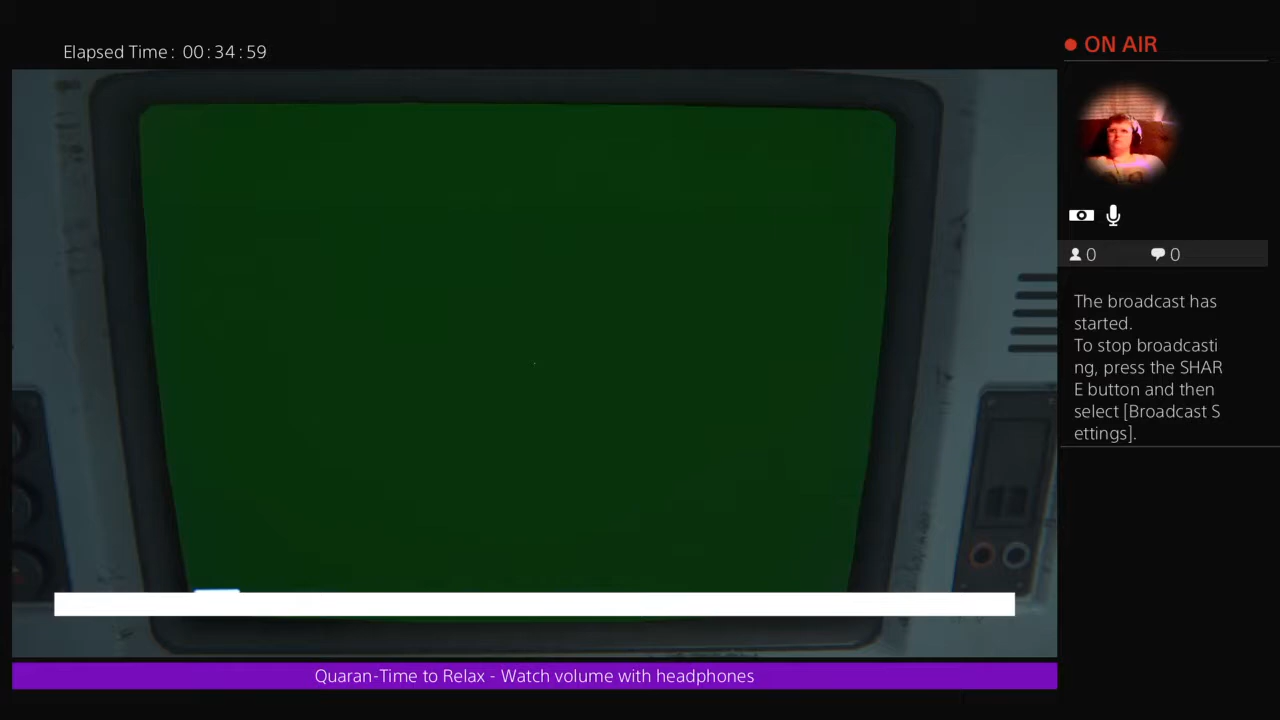 Elapsed Time: 00:34:59
ON AIR
0 0
The broadcast has
started.
To stop broadcasti
ng, press the SHAR
E button and then
select [Broadcast S
ettings].
Quaran-Time to Relax - Watch volume with headphones